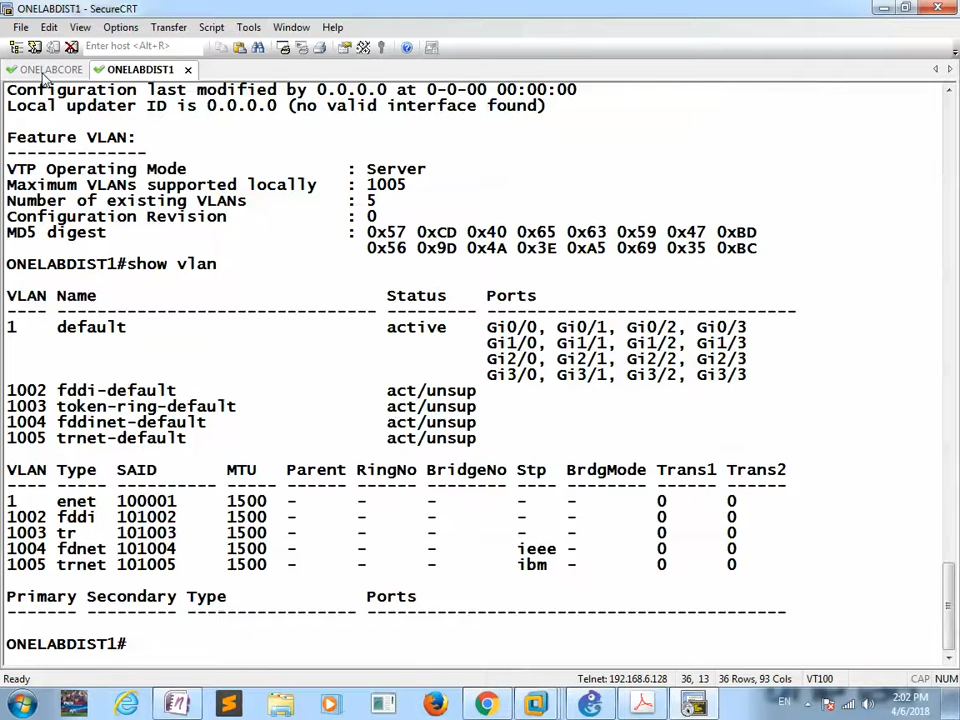 ONELABDIST1 - SecureCRT
File Edit View Options Transfer Script Tools Window Help
Enter host <Alt+R>
ONELABCORE ONELABDIST1
Configuration last modified by 0.0.0.0 at 0-0-00 00:00:00
Local updater ID is 0.0.0.0 (no valid interface found)
Feature VLAN:
--------------
VTP Operating Mode : Server
Maximum VLANs supported locally : 1005
Number of existing VLANs : 5
Configuration Revision : 0
MD5 digest : 0x57 0xCD 0x40 0x65 0x63 0x59 0x47 0xBD
0x56 0x9D 0x4A 0x3E 0xA5 0x69 0x35 0xBC
ONELABDIST1#show vlan
VLAN Name Status Ports
---- -------------------------------- --------- -------------------------------
1 default active Gi0/0, Gi0/1, Gi0/2, Gi0/3
Gi1/0, Gi1/1, Gi1/2, Gi1/3
Gi2/0, Gi2/1, Gi2/2, Gi2/3
Gi3/0, Gi3/1, Gi3/2, Gi3/3
1002 fddi-default act/unsup
1003 token-ring-default act/unsup
1004 fddinet-default act/unsup
1005 trnet-default act/unsup
VLAN Type SAID MTU Parent RingNo BridgeNo Stp BrdgMode Trans1 Trans2
---- ----- ---------- ----- ------ ------ -------- ---- -------- ------ ------
1 enet 100001 1500 - - - - - 0 0
1002 fddi 101002 1500 - - - - - 0 0
1003 tr 101003 1500 - - - - - 0 0
1004 fdnet 101004 1500 - - - ieee - 0 0
1005 trnet 101005 1500 - - - ibm - 0 0
Primary Secondary Type Ports
------- --------- ----------------- ------------------------------------------
ONELABDIST1#
Ready Telnet: 192.168.6.128 36, 13 36 Rows, 93 Cols VT100 CAP NUM
EN 2:02 PM
4/6/2018